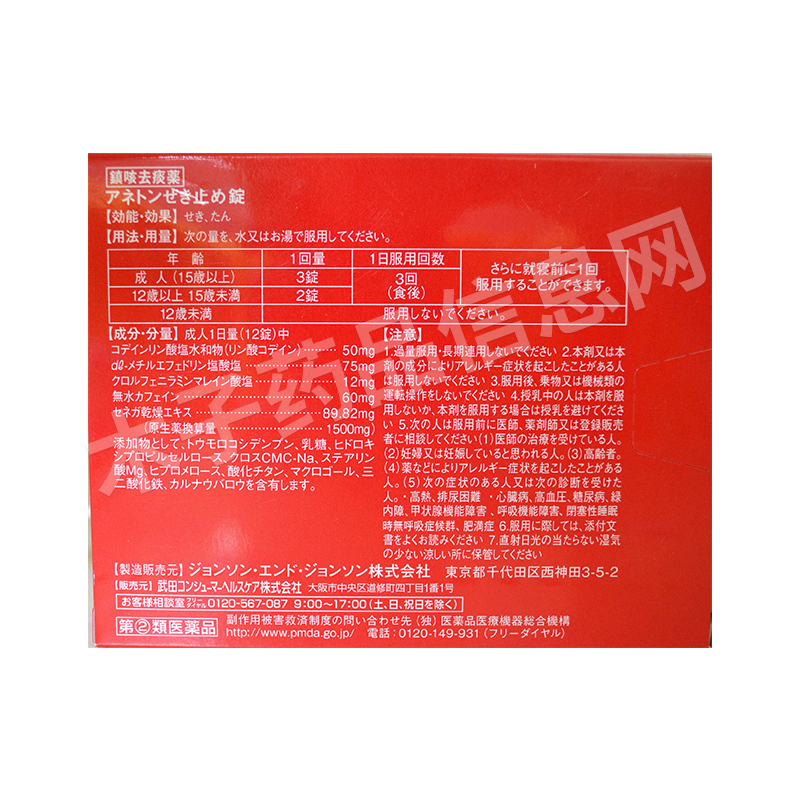 鎮咳去痰薬
アネトンせき止め錠
【効能・効果】せき、たん
【用法・用量】次の量を、水又はお湯で服用してください。
年齢 1回量 1日服用回数
成人(15歳以上) 3錠 3回(食後) さらに就寝前に1回服用することができます。
12歳以上 15歳未満 2錠
12歳未満 服用しないでください。
【成分・分量】成人1日量(12錠)中
コデインリン酸塩水和物(リン酸コデイン)……… 50mg
dl-メチルエフェドリン塩酸塩 75mg
クロルフェニラミンマレイン酸塩 12mg
無水カフェイン 60mg
セネガ乾燥エキス 89.82mg
(原生薬換算量 1500mg)
添加物として、トウモロコシデンプン、乳糖、ヒドロキ
シプロピルセルロース、クロスCMC-Na、ステアリン
酸Mg、ヒプロメロース、酸化チタン、マクロゴール、三
二酸化鉄、カルナウバロウを含有します。
【注意】
1.過量服用・長期連用しないでください 2.本剤又は本
剤の成分によりアレルギー症状を起こしたことがある人
は服用しないでください 3.服用後、乗物又は機械類の
運転操作をしないでください 4.授乳中の人は本剤を服
用しないか、本剤を服用する場合は授乳を避けてください
5.次の人は服用前に医師、薬剤師又は登録販売
者に相談してください(1)医師の治療を受けている人。
(2)妊婦又は妊娠していると思われる人。(3)高齢者。
(4)薬などによりアレルギー症状を起こしたことがある
人。(5)次の症状のある人又は次の診断を受けた
人。・高熱、排尿困難 ・心臓病、高血圧、糖尿病、緑
内障、甲状腺機能障害、呼吸機能障害、閉塞性睡眠
時無呼吸症候群、肥満症 6.服用に際しては、添付文
書をよくお読みください 7.直射日光の当たらない湿気
の少ない涼しい所に保管してください
【製造販売元】ジョンソン・エンド・ジョンソン株式会社 東京都千代田区西神田3-5-2
【販売元】武田コンシューマーヘルスケア株式会社 大阪市中央区道修町四丁目1番1号
お客様相談室 フリーダイヤル 0120-567-087 9:00~17:00(土、日、祝日を除く)
指②類医薬品
副作用被害救済制度の問い合わせ先(独)医薬品医療機器総合機構
http://www.pmda.go.jp/ 電話:0120-149-931(フリーダイヤル)
木子药品信息网